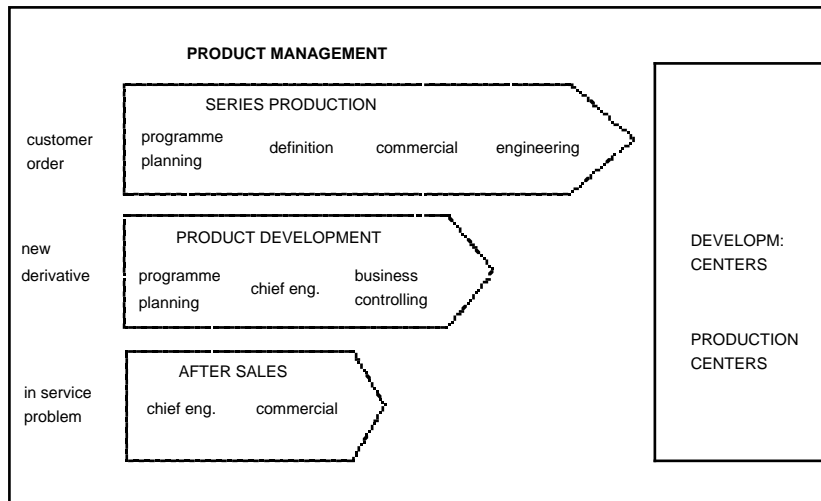 PRODUCT MANAGEMENT
SERIES PRODUCTION
customer
order
programme
planning
definition
commercial
engineering
PRODUCT DEVELOPMENT
new
derivative
programme
planning
chief eng.
business
controlling
AFTER SALES
in service
problem
chief eng.
commercial
DEVELOPM:
CENTERS
PRODUCTION
CENTERS